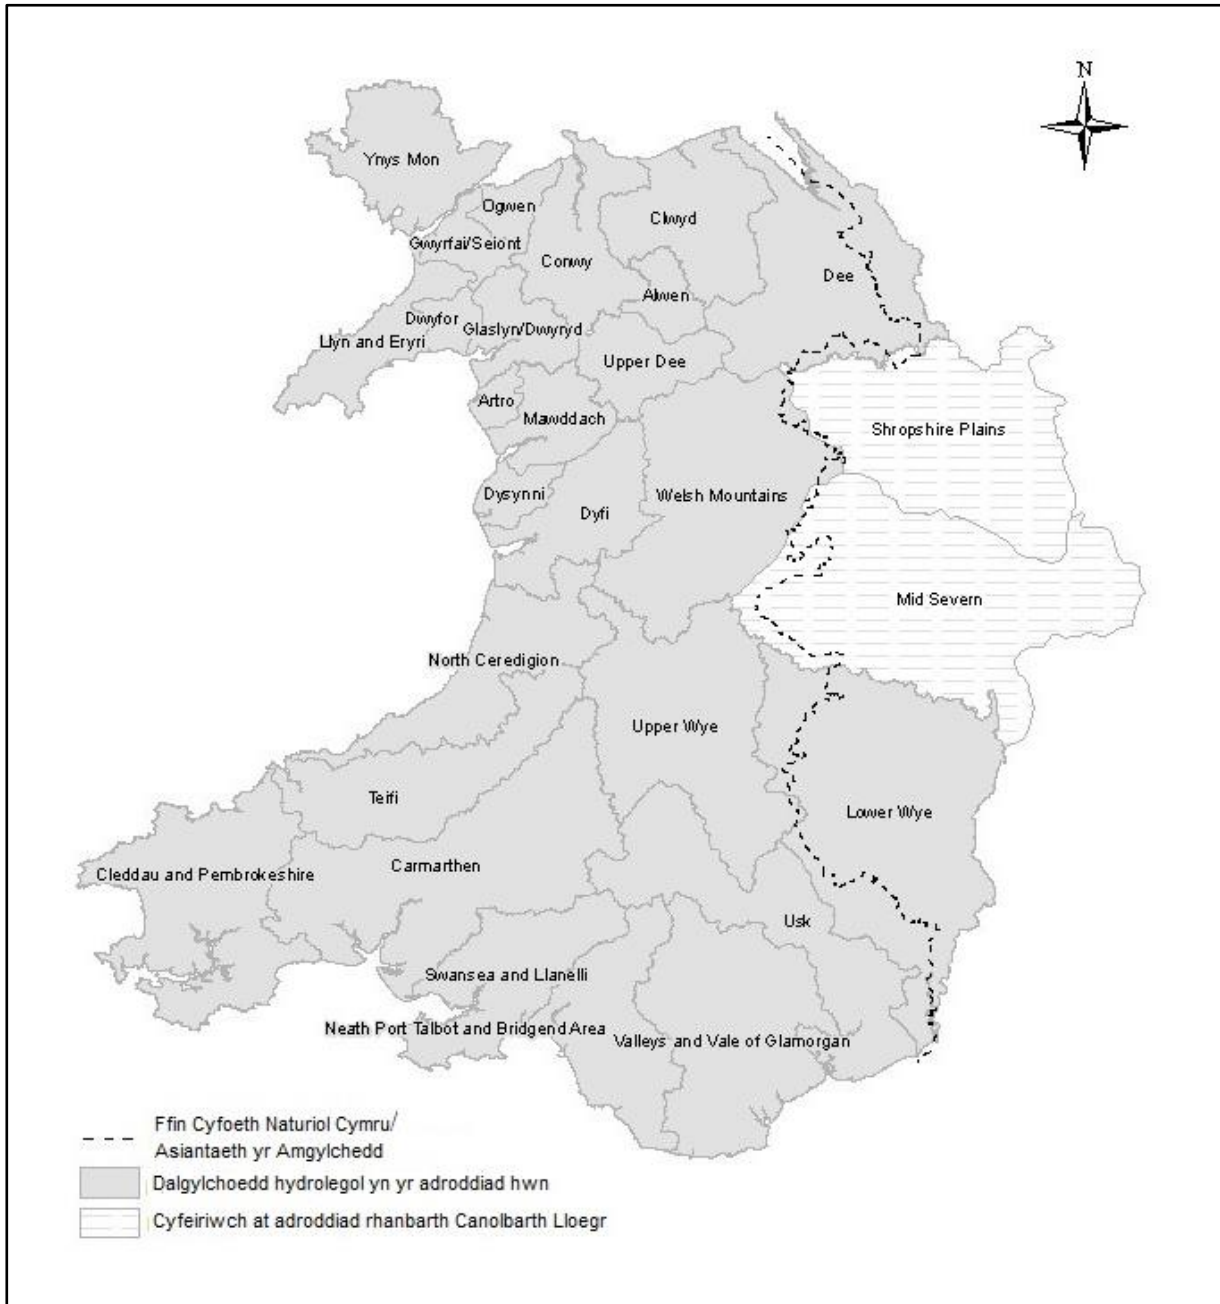 N
Ynys Mon
Ogwen
Clwyd
Gwyrfai/Seiont
Conwy
Dee
Alwen
Dwyfor
Glaslyn/Dwyryd
Llyn and Eryri
Upper Dee
Artro
Mawddach
Shropshire Plains
Dysynni
Welsh Mountains
Dyfi
Mid Severn
North Ceredigion
Upper Wye
Teifi
Lower Wye
Carmarthen
Cleddau and Pembrokeshire
Usk
Swansea and Llanelli
Neath Port Talbot and Bridgend Area
Valleys and Vale of Glamorgan
Ffin Cyfoeth Naturiol Cymru/
Asiantaeth yr Amgylchedd
Dalgylchoedd hydrolegol yn yr adroddiad hwn
Cyfeiriwch at adroddiad rhanbarth Canolbarth Lloegr